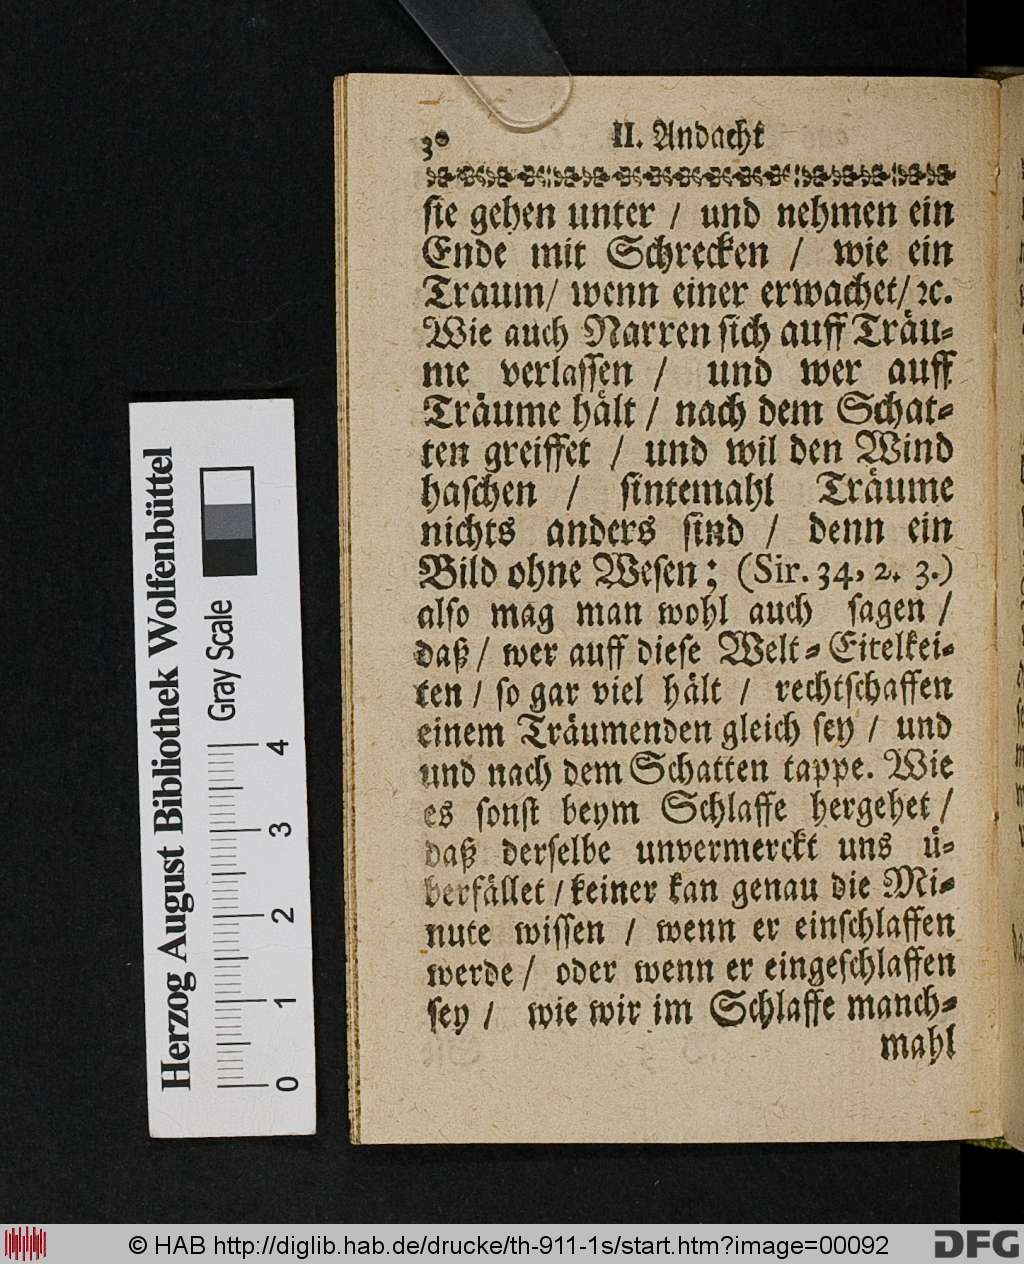 30
II. Andacht
sie gehen unter / und nehmen ein
Ende mit Schrecken / wie ein
Traum/ wenn einer erwachet/ ꝛc.
Wie auch Narren sich auff Träu-
me verlassen / und wer auff
Träume hält / nach dem Schat-
ten greiffet / und wil den Wind
haschen / sintemahl Träume
nichts anders sind / denn ein
Bild ohne Wesen; (Sir. 34, 2. 3.)
also mag man wohl auch sagen /
daß / wer auff diese Welt-Eitelkei-
ten / so gar viel hält / rechtschaffen
einem Träumenden gleich sey / und
und nach dem Schatten tappe. Wie
es sonst beym Schlaffe hergehet /
daß derselbe unvermerckt uns ü-
berfället / keiner kan genau die Mi-
nute wissen / wenn er einschlaffen
werde / oder wenn er eingeschlaffen
sey / wie wir im Schlaffe manch-
mahl
Herzog August Bibliothek Wolfenbüttel
Gray Scale
0 1 2 3 4
© HAB http://diglib.hab.de/drucke/th-911-1s/start.htm?image=00092
DFG